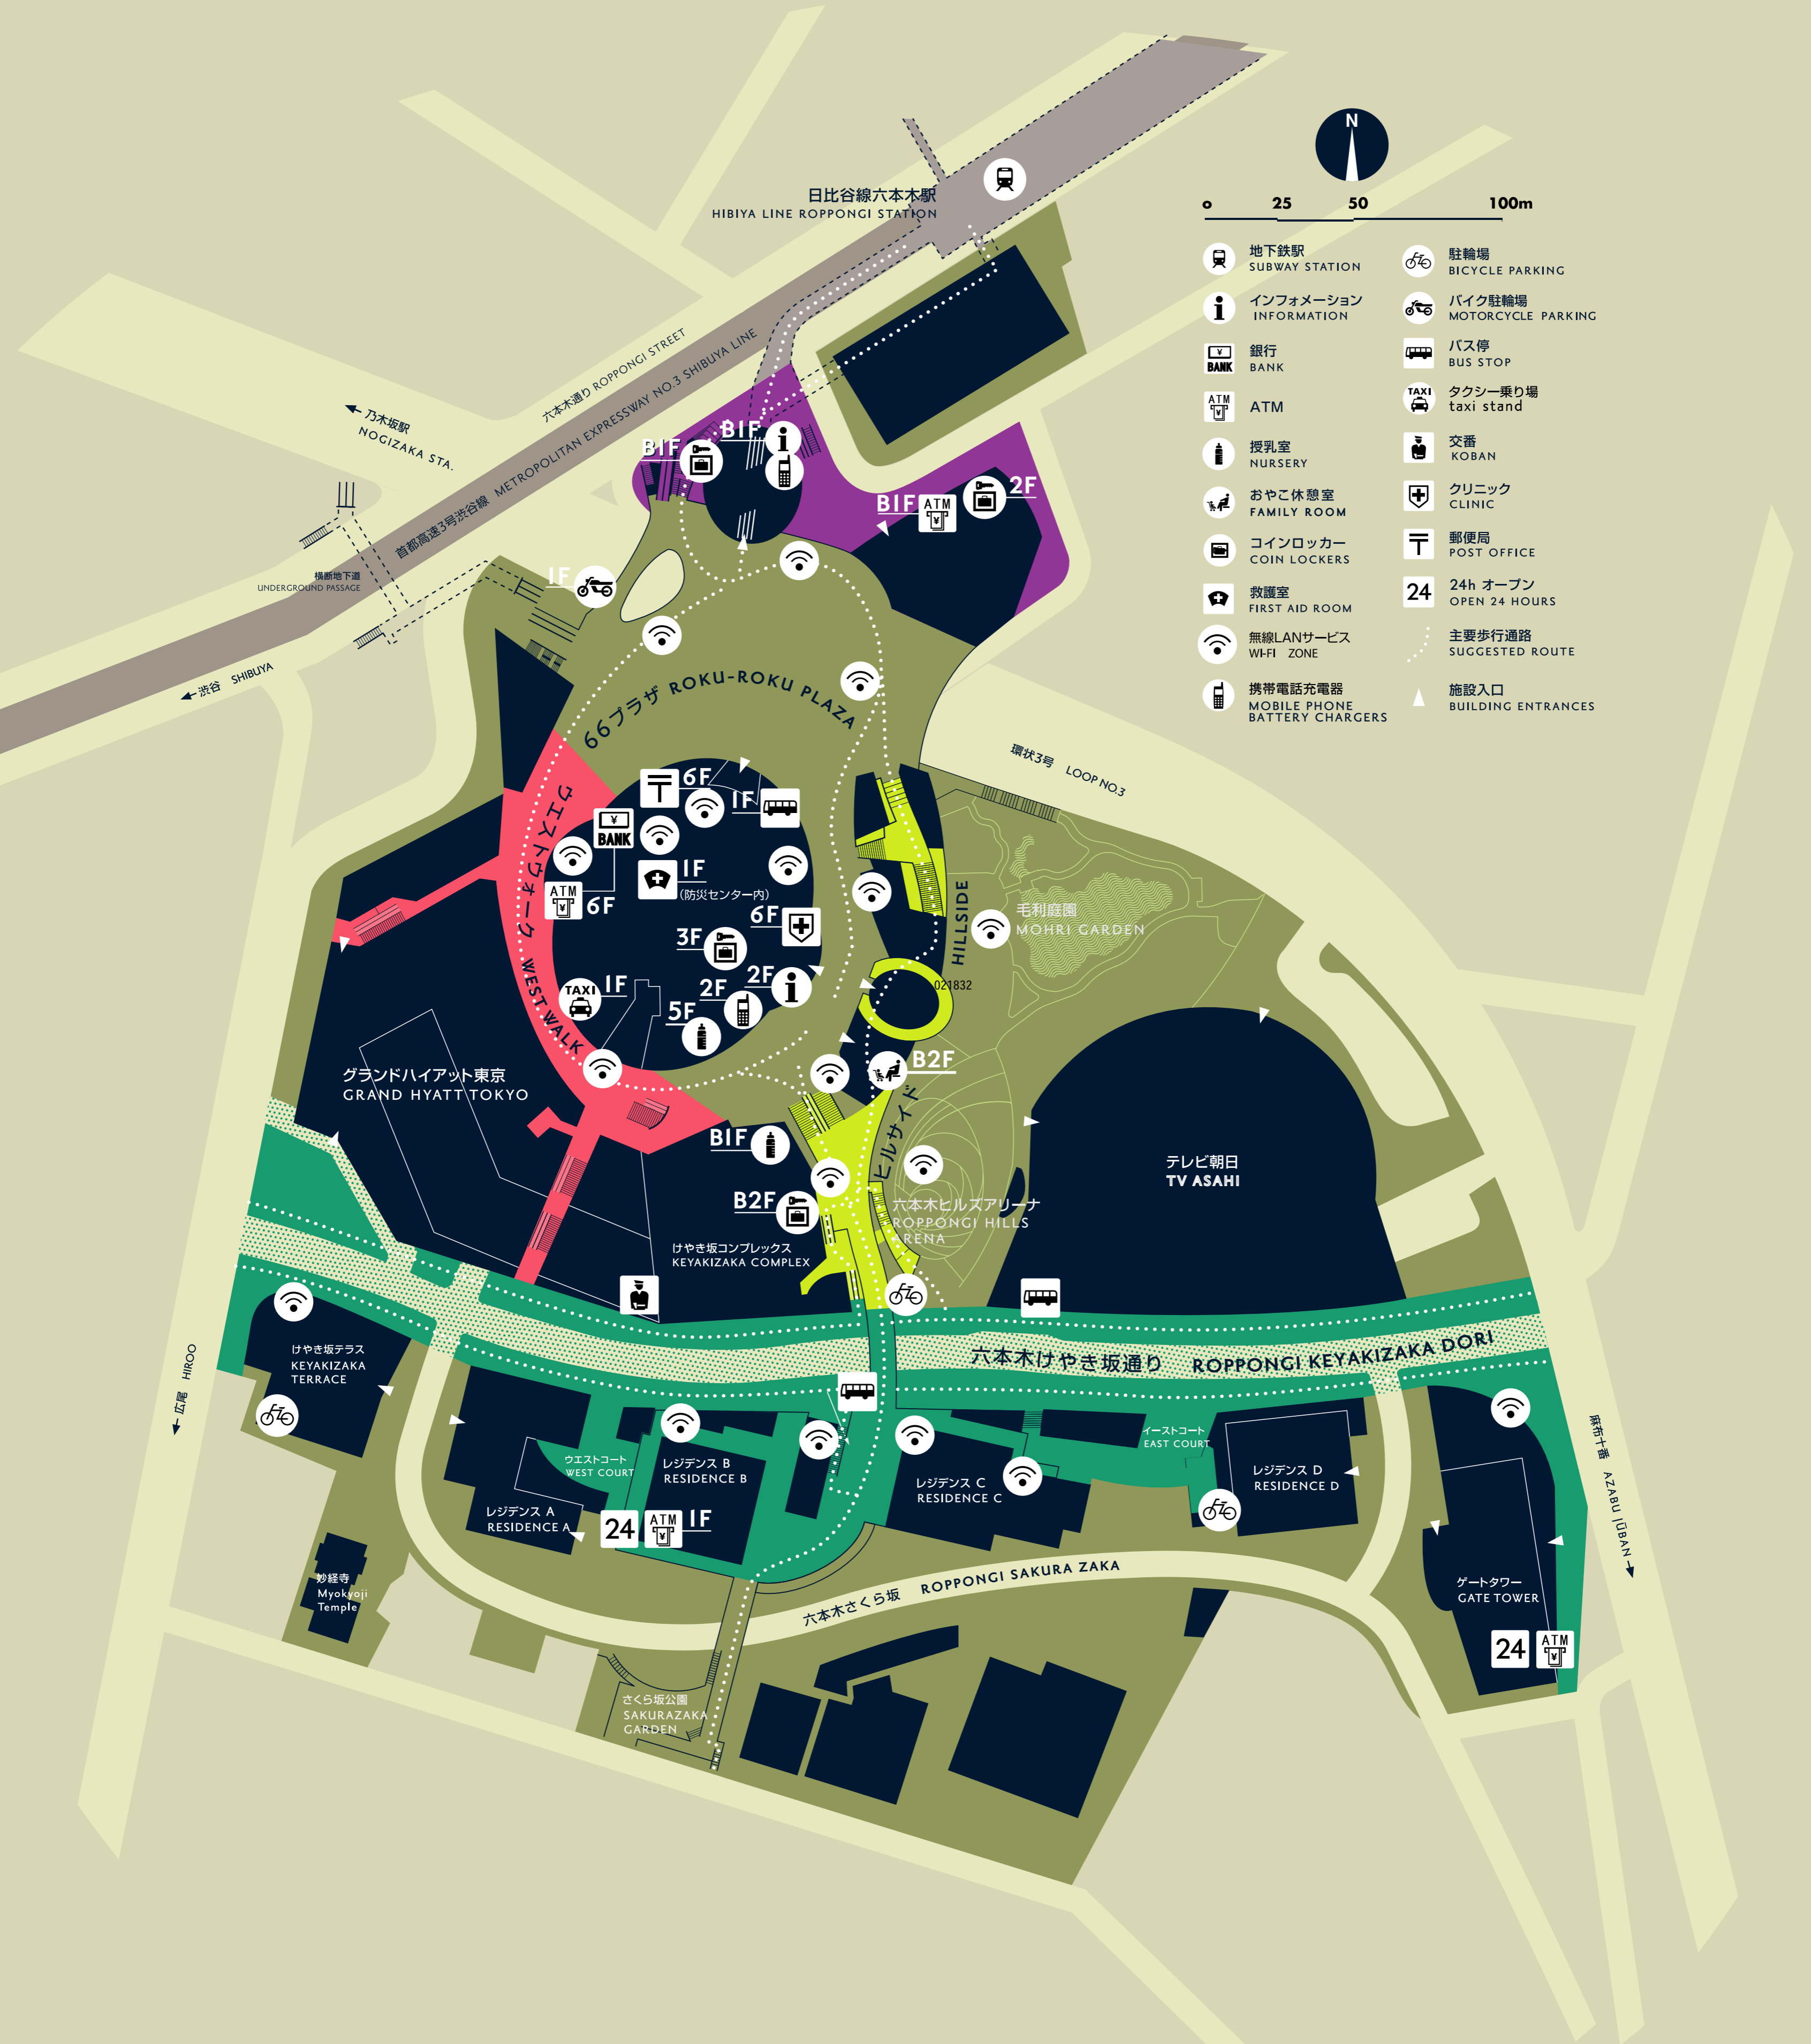 日比谷線六本木駅
HIBIYA LINE ROPPONGI STATION
N
0 25 50 100m
地下鉄駅
SUBWAY STATION
インフォメーション
INFORMATION
¥
BANK
銀行
BANK
ATM
¥
ATM
授乳室
NURSERY
おやこ休憩室
FAMILY ROOM
コインロッカー
COIN LOCKERS
救護室
FIRST AID ROOM
無線LANサービス
WI-FI ZONE
携帯電話充電器
MOBILE PHONE
BATTERY CHARGERS
駐輪場
BICYCLE PARKING
バイク駐輪場
MOTORCYCLE PARKING
バス停
BUS STOP
TAXI
タクシー乗り場
taxi stand
交番
KOBAN
クリニック
CLINIC
郵便局
POST OFFICE
24
24h オープン
OPEN 24 HOURS
主要歩行通路
SUGGESTED ROUTE
施設入口
BUILDING ENTRANCES
六本木通り ROPPONGI STREET
首都高速3号渋谷線 METROPOLITAN EXPRESSWAY NO.3 SHIBUYA LINE
乃木坂駅
NOGIZAKA STA.
横断地下道
UNDERGROUND PASSAGE
渋谷 SHIBUYA
B1F
B1F
i
B1F
ATM
¥
2F
1F
66プラザ ROKU-ROKU PLAZA
環状3号 LOOP NO.3
ウエストウォーク WEST WALK
〒
6F
1F
¥
BANK
ATM
¥
6F
1F
(防災センター内)
6F
3F
2F
i
2F
5F
TAXI
1F
HILLSIDE
毛利庭園
MOHRI GARDEN
021832
B2F
ヒルサイド
グランドハイアット東京
GRAND HYATT TOKYO
B1F
B2F
けやき坂コンプレックス
KEYAKIZAKA COMPLEX
六本木ヒルズアリーナ
ROPPONGI HILLS
ARENA
テレビ朝日
TV ASAHI
六本木けやき坂通り ROPPONGI KEYAKIZAKA DORI
広尾 HIROO
けやき坂テラス
KEYAKIZAKA
TERRACE
ウエストコート
WEST COURT
レジデンス A
RESIDENCE A
レジデンス B
RESIDENCE B
24
ATM
¥
1F
レジデンス C
RESIDENCE C
イーストコート
EAST COURT
レジデンス D
RESIDENCE D
麻布十番 AZABU JŪBAN
ゲートタワー
GATE TOWER
24
ATM
¥
妙経寺
Myokyoji
Temple
六本木さくら坂 ROPPONGI SAKURA ZAKA
さくら坂公園
SAKURAZAKA
GARDEN